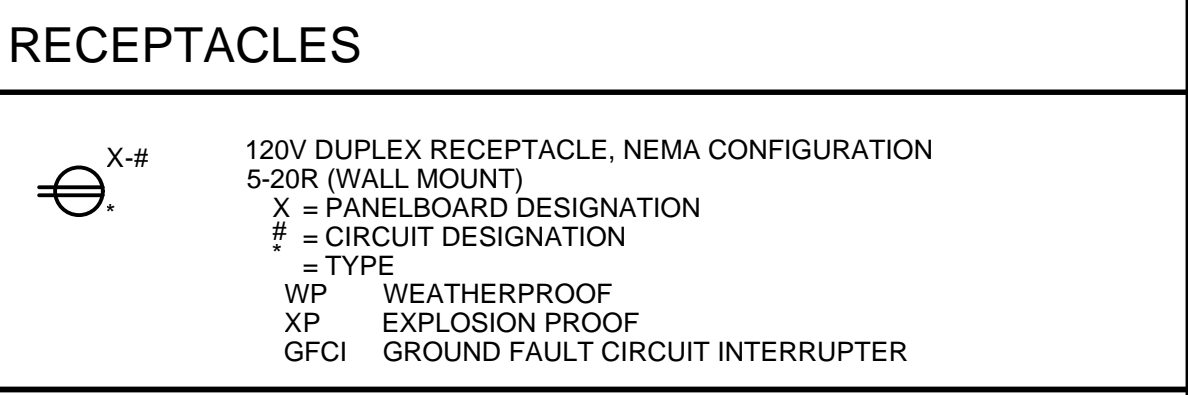 RECEPTACLES
X-#
*
120V DUPLEX RECEPTACLE, NEMA CONFIGURATION
5-20R (WALL MOUNT)
X = PANELBOARD DESIGNATION
# = CIRCUIT DESIGNATION
* = TYPE
WP WEATHERPROOF
XP EXPLOSION PROOF
GFCI GROUND FAULT CIRCUIT INTERRUPTER